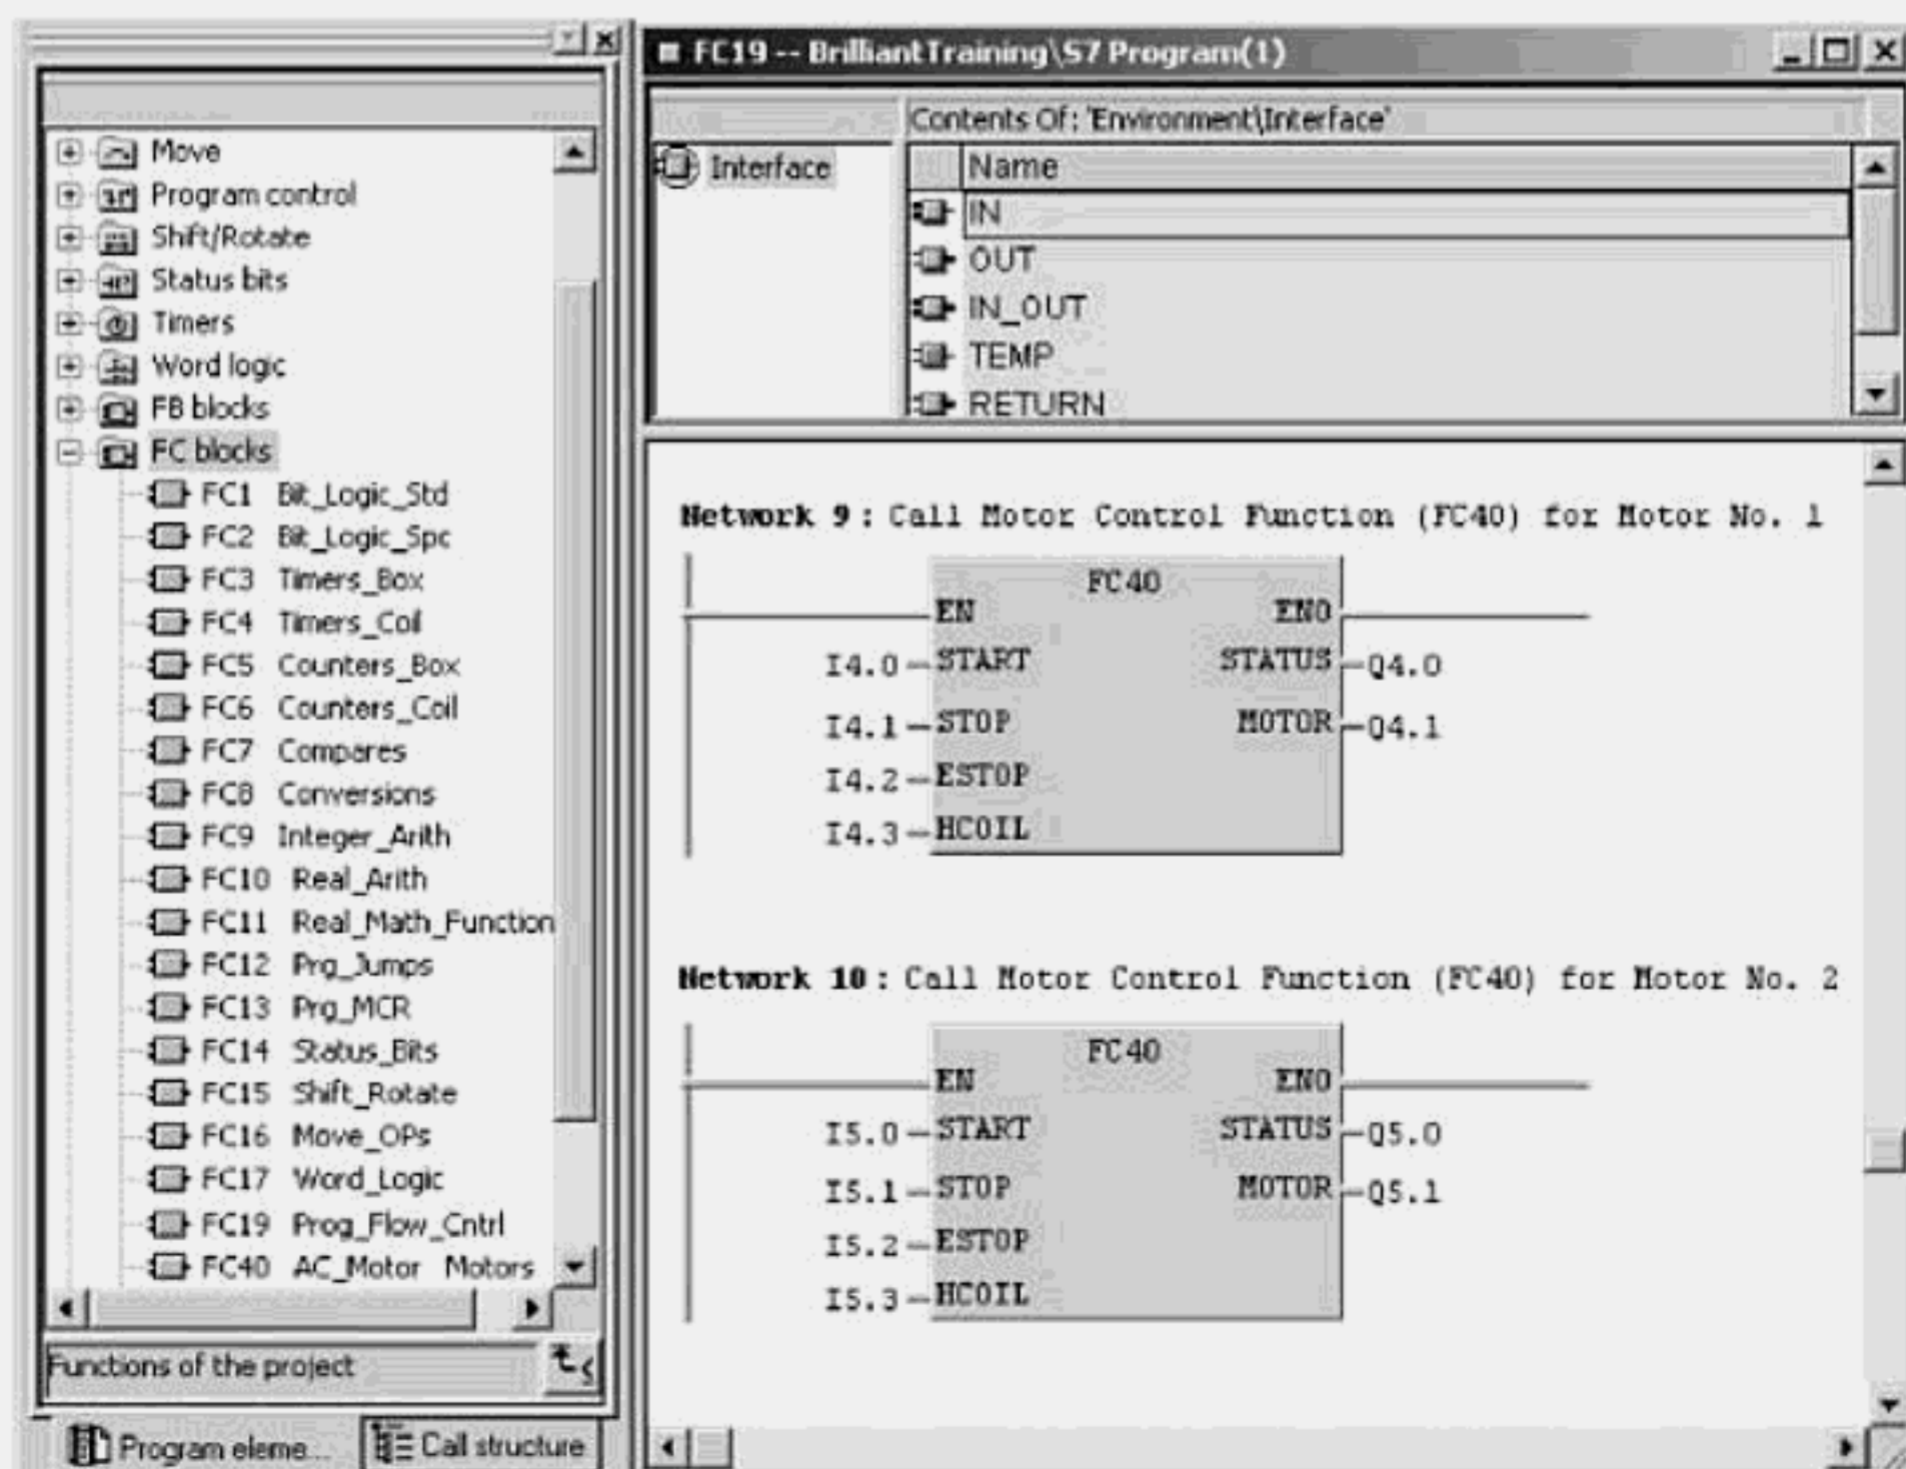 Move
Program control
Shift/Rotate
Status bits
Timers
Word logic
FB blocks
FC blocks
FC1 Bit_Logic_Std
FC2 Bit_Logic_Spc
FC3 Timers_Box
FC4 Timers_Coil
FC5 Counters_Box
FC6 Counters_Coil
FC7 Compares
FC8 Conversions
FC9 Integer_Arith
FC10 Real_Arith
FC11 Real_Math_Function
FC12 Prg_Jumps
FC13 Prg_MCR
FC14 Status_Bits
FC15 Shift_Rotate
FC16 Move_OPs
FC17 Word_Logic
FC19 Prog_Flow_Cntrl
FC40 AC_Motor Motors
Functions of the project
Program eleme...
Call structure
FC19 -- BrilliantTraining\S7 Program(1)
Contents Of: 'Environment\Interface'
Interface
Name
IN
OUT
IN_OUT
TEMP
RETURN
Network 9 : Call Motor Control Function (FC40) for Motor No. 1
FC40
EN ENO
I4.0 START STATUS Q4.0
I4.1 STOP MOTOR Q4.1
I4.2 ESTOP
I4.3 HCOIL
Network 10 : Call Motor Control Function (FC40) for Motor No. 2
FC40
EN ENO
I5.0 START STATUS Q5.0
I5.1 STOP MOTOR Q5.1
I5.2 ESTOP
I5.3 HCOIL